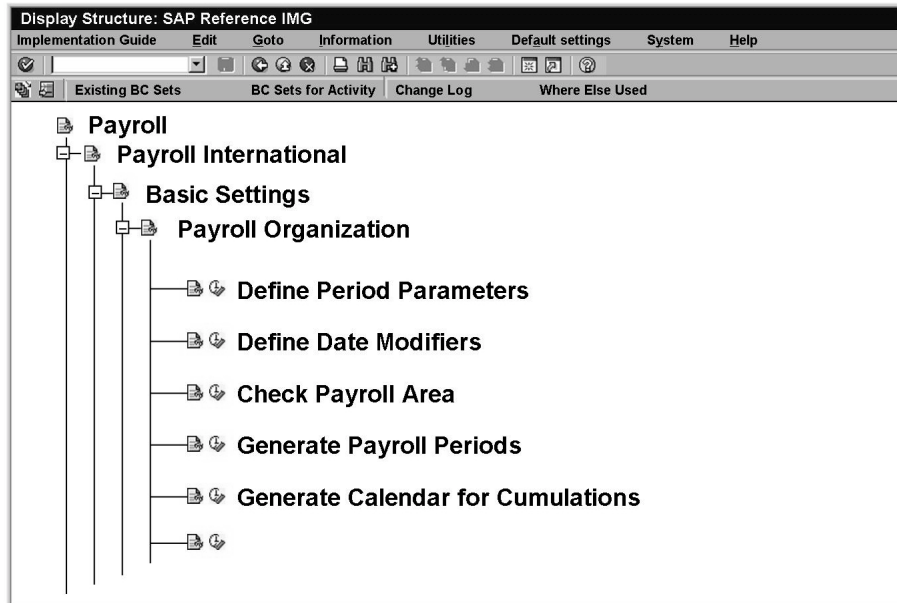 Display Structure: SAP Reference IMG
Implementation Guide Edit Goto Information Utilities Default settings System Help
Existing BC Sets BC Sets for Activity Change Log Where Else Used
Payroll
Payroll International
Basic Settings
Payroll Organization
Define Period Parameters
Define Date Modifiers
Check Payroll Area
Generate Payroll Periods
Generate Calendar for Cumulations